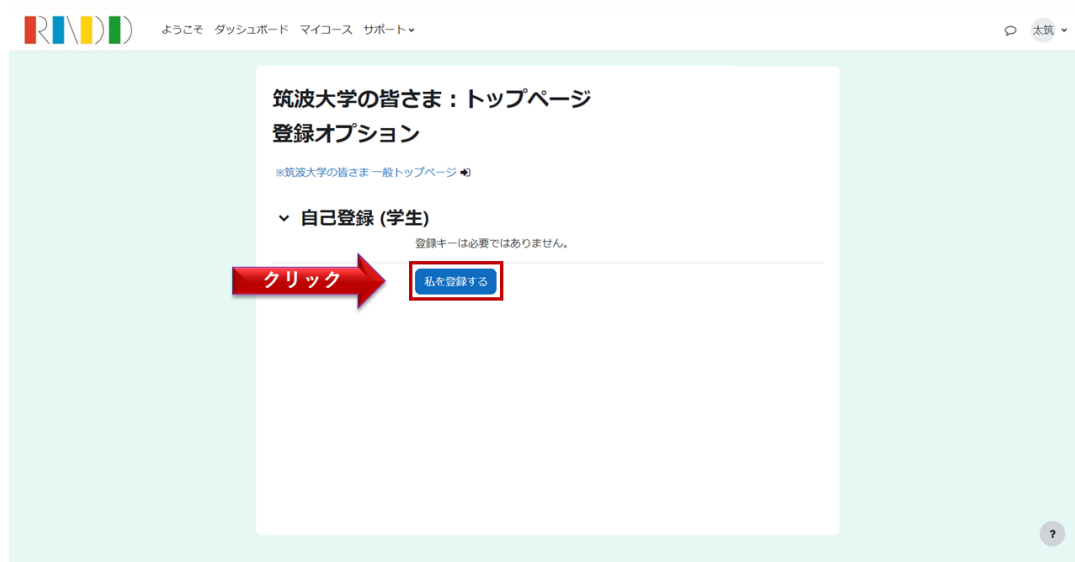 RINDD
ようこそ ダッシュボード マイコース サポート
太筑
筑波大学の皆さま：トップページ
登録オプション
※筑波大学の皆さま 一般トップページ
自己登録 (学生)
登録キーは必要ではありません。
クリック
私を登録する
?